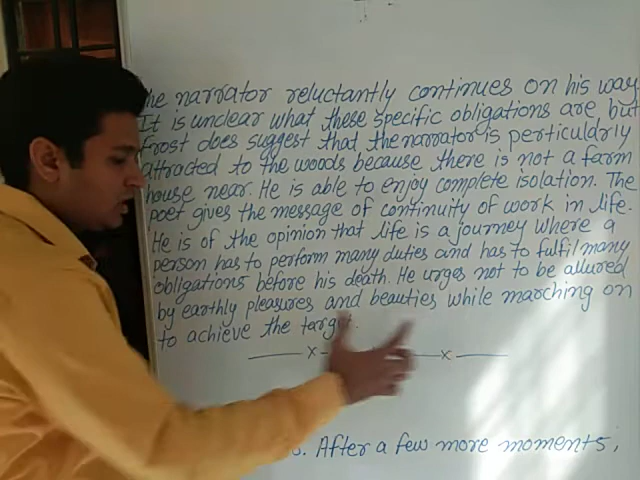 he narrator reluctantly continues on his way
It is unclear what these specific obligations are but
Frost does suggest that the narrator is perticuldrly
attracted to the woods because there is not a farm
house near. He is able to enjoy complete isolation. The
poet gives the message of continuity of work in life.
He is of the opinion that life is a journey where a
person has to perform many duties and has to fulfil many
obligations before his death. He urges not to be allured
by earthly pleasures and beauties while marching on
to achieve the targ
x x
. After a few more moments,